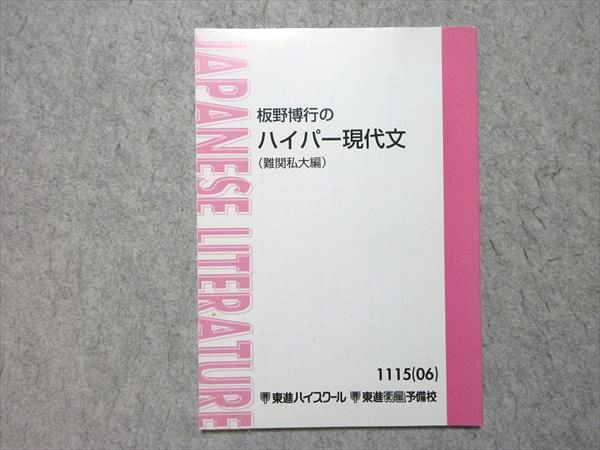 JAPANESE LITERATURE
板野博行の
ハイパー現代文
(難関私大編)
1115(06)
東進ハイスクール 東進衛星予備校